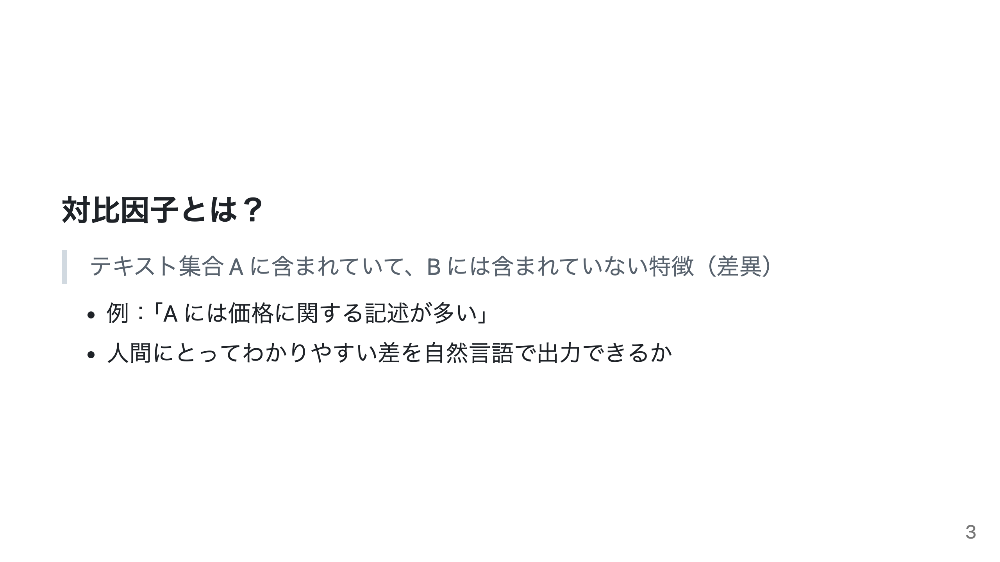 対比因子とは？
テキスト集合 A に含まれていて、B には含まれていない特徴（差異）
• 例：「A には価格に関する記述が多い」
• 人間にとってわかりやすい差を自然言語で出力できるか
3